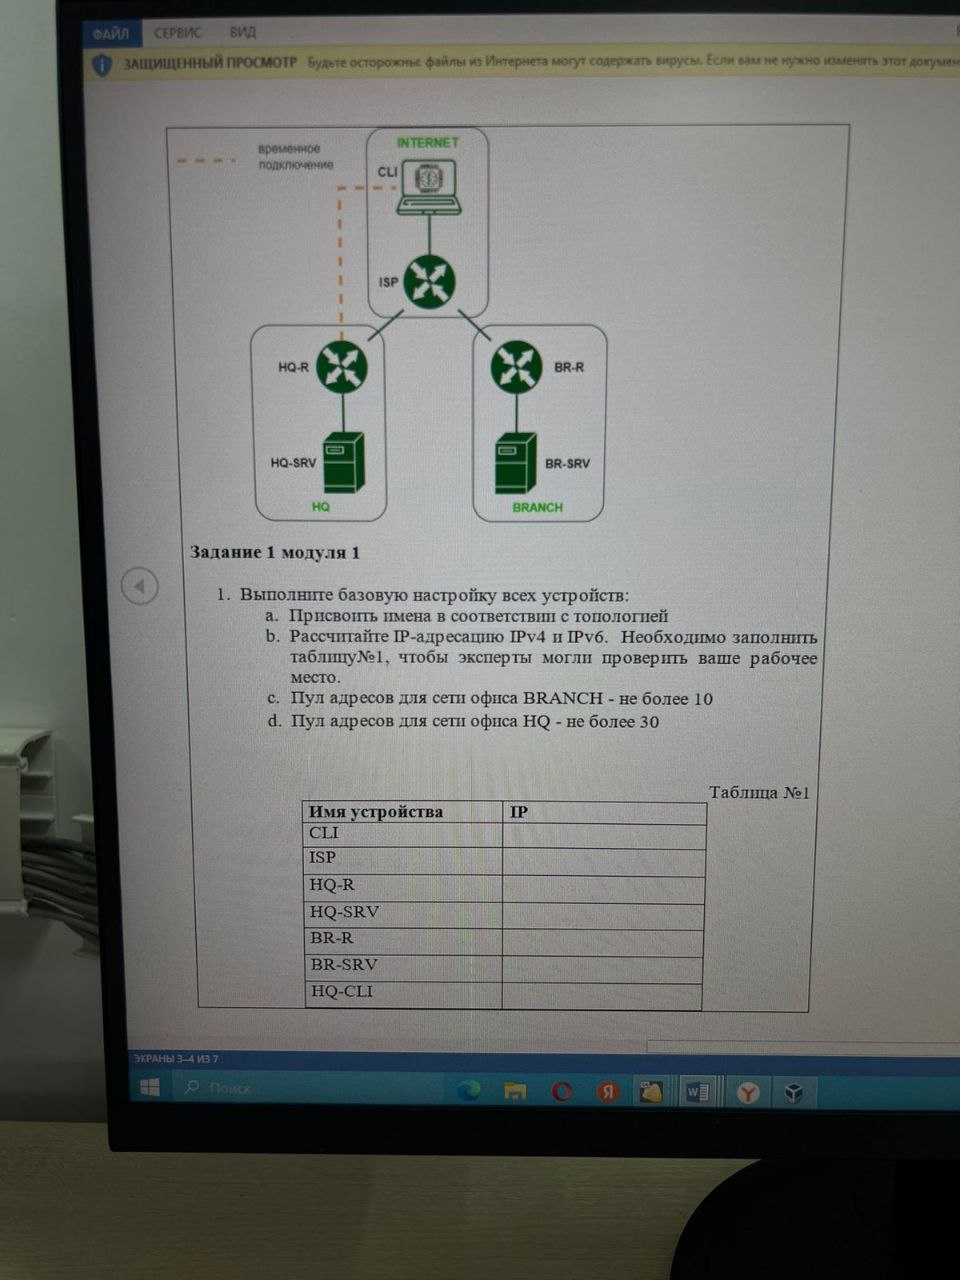 ФАЙЛ СЕРВИС ВИД
ЗАЩИЩЕННЫЙ ПРОСМОТР Будьте осторожны: файлы из Интернета могут содержать вирусы. Если вам не нужно изменять этот докумен
временное
подключение
INTERNET
CLI
ISP
HQ-R
BR-R
HQ-SRV
BR-SRV
HQ
BRANCH
Задание 1 модуля 1
1. Выполните базовую настройку всех устройств:
a. Присвоить имена в соответствии с топологией
b. Рассчитайте IP-адресацию IPv4 и IPv6. Необходимо заполнить
таблицу№1, чтобы эксперты могли проверить ваше рабочее
место.
c. Пул адресов для сети офиса BRANCH - не более 10
d. Пул адресов для сети офиса HQ - не более 30
Таблица №1
Имя устройства IP
CLI
ISP
HQ-R
HQ-SRV
BR-R
BR-SRV
HQ-CLI
ЭКРАНЫ 3–4 ИЗ 7
Поиск